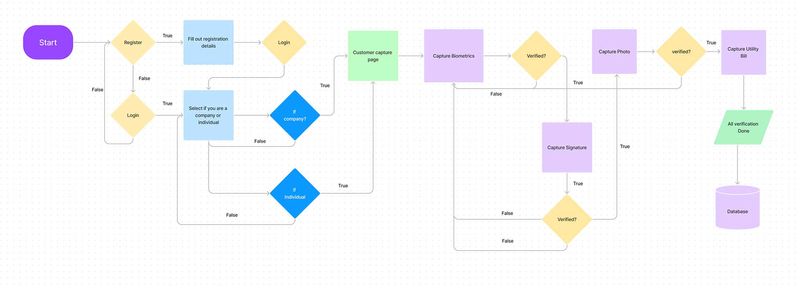 Start
Register
True
Fill out registration
details
Login
False
False
Login
True
Select if you are a
company or
individual
If
company?
True
False
If
Individual
True
False
Customer capture
page
Capture Biometrics
Verified?
True
False
Capture Signature
True
Verified?
False
False
True
Capture Photo
verified?
True
False
Capture Utility
Bill
All verification
Done
Database